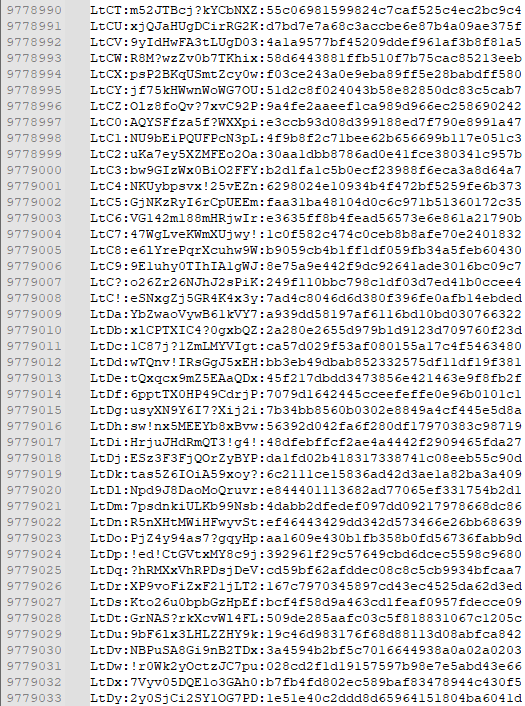 9778990 LtCT:m52JTBcj?kYCbNXZ:55c06981599824c7caf525c4ec2bc9c4
9778991 LtCU:xjQJaHUgDCirRG2K:d7bd7e7a68c3accbe6e87b4a09ae375f
9778992 LtCV:9yIdHwFA3tLUgD03:4a1a9577bf45209ddef961af3b8f81a5
9778993 LtCW:R8M?wzZv0b7TKhix:58d6443881ffb510f7b75cac85213eeb
9778994 LtCX:psP2BKqUSmtZcy0w:f03ce243a0e9eba89ff5e28babdff580
9778995 LtCY:jf75kHWwnWoWG7OU:51d2c8f024043b58e82850dc83c5cab7
9778996 LtCZ:Olz8foQv?7xvC92P:9a4fe2aaeef1ca989d966ec258690242
9778997 LtC0:AQYSffza5f?WXXpi:e3ccb93d08d399188ed7f790e8991a47
9778998 LtC1:NU9bEiPQUFPcN3pL:4f9b8f2c71bee62b656699b117e051c3
9778999 LtC2:uKa7ey5XZMFEo2Oa:30aa1dbb8786ad0e41fce380341c957b
9779000 LtC3:bw9GIzWx0BiO2FFY:b2d1fa1c5b0ecf23988f6eca3a8d64a7
9779001 LtC4:NKUybpsvx!25vEZn:6298024e10934b4f472bf5259fe6b373
9779002 LtC5:GjNKzRyI6rCpUEEm:faa31ba48104d0c6c971b51360172c35
9779003 LtC6:VG142m188mHRjwIr:e3635ff8b4fead56573e6e861a21790b
9779004 LtC7:47WgLveKWmXUjwy!:1c0f582c474c0ceb8b8afe70e2401832
9779005 LtC8:e61YrePqrXcuhw9W:b9059cb4b1ff1df059fb34a5feb60430
9779006 LtC9:9E1uhy0TIhIA1gWJ:8e75a9e442f9dc92641ade3016bc09c7
9779007 LtC?:o26Zr26NJhJ2sPiK:249f110bbc798c1df03d7ed41b0ccee4
9779008 LtC!:eSNxgZj5GR4K4x3y:7ad4c8046d6d380f396fe0afb14ebded
9779009 LtDa:YbZwaoVywB61kVY7:a939dd58197af6116bd10bd030766322
9779010 LtDb:x1CPTXIC4?0gxbQZ:2a280e2655d979b1d9123d709760f23d
9779011 LtDc:1C87j?1ZmLMYVIgt:ca57d029f53af080155a17c4f5463480
9779012 LtDd:wTQnv!IRsGgJ5xEH:bb3eb49dbab852332575df11df19f381
9779013 LtDe:tQxqcx9mZ5EAaQDx:45f217dbdd3473856e421463e9f8fb2f
9779014 LtDf:6pptTX0HP49CdrjP:7079d1642445cceefeffe0e96b0101c1
9779015 LtDg:usyXN9Y6I7?Xij2i:7b34bb8560b0302e8849a4cf445e5d8a
9779016 LtDh:sw!nx5MEEYb8xBvw:56392d042fa6f280df17970383c98719
9779017 LtDi:HrjuJHdRmQT3!g4!:48dfebffcf2ae4a4442f2909465fda27
9779018 LtDj:ESz3F3FjQOrZyBYP:da1fd02b418317338741c08eeb55c90d
9779019 LtDk:tas5Z6IOiA59xoy?:6c2111ce15836ad42d3ae1a82ba3a409
9779020 LtDl:Npd9J8DaoMoQruvr:e844401113682ad77065ef331754b2d1
9779021 LtDm:7psdnkiULKb99Nsb:4dabb2dfedef097dd09217978668dc86
9779022 LtDn:R5nXHtMWiHFwyvSt:ef46443429dd342d573466e26bb68639
9779023 LtDo:PjZ4y94as7?gqyHp:aa1609e430b1fb358b0fd56736fabb9d
9779024 LtDp:!ed!CtGVtxMY8c9j:392961f29c57649cbd6dcec5598c9680
9779025 LtDq:?hRMXxVhRPDsjDeV:cd59bf62afddec08c8c5cb9934bfcaa7
9779026 LtDr:XP9voFiZxF21jLT2:167c7970345897cd43ec4525da62d3ed
9779027 LtDs:Kto26u0bpbGzHpEf:bcf4f58d9a463cd1feaf0957fdecce09
9779028 LtDt:GrNAS?rkXcvWl4FL:509de285aafc03c5f818831067c1205c
9779029 LtDu:9bF61x3LHLZZHY9k:19c46d983176f68d88113d08abfca842
9779030 LtDv:NBPuSA8Gi9nB2TDx:3a4594b2bf5c7016644938a0a02a0203
9779031 LtDw:!r0Wk2yOctzJC7pu:028cd2f1d19157597b98e7e5abd43e66
9779032 LtDx:7Vyv05DQE1o3GAh0:b7fb4fd802ec589baf83478944c430f5
9779033 LtDy:2y0SjCi2SY1OG7PD:1e51e40c2ddd8d65964151804ba6041d